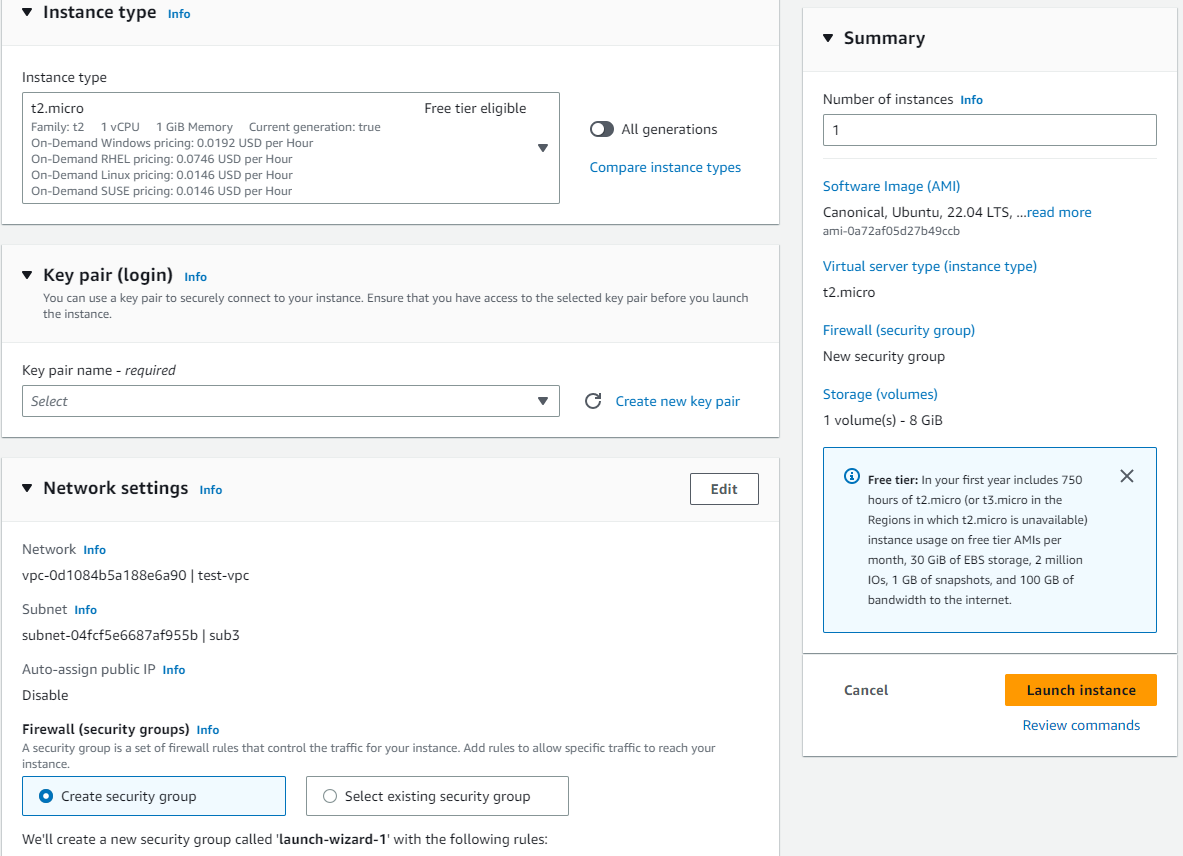 Instance type Info
Instance type
t2.micro Free tier eligible
Family: t2 1 vCPU 1 GiB Memory Current generation: true
On-Demand Windows pricing: 0.0192 USD per Hour
On-Demand RHEL pricing: 0.0746 USD per Hour
On-Demand Linux pricing: 0.0146 USD per Hour
On-Demand SUSE pricing: 0.0146 USD per Hour
All generations
Compare instance types
Key pair (login) Info
You can use a key pair to securely connect to your instance. Ensure that you have access to the selected key pair before you launch
the instance.
Key pair name - required
Select
Create new key pair
Network settings Info
Edit
Network Info
vpc-0d1084b5a188e6a90 | test-vpc
Subnet Info
subnet-04fcf5e6687af955b | sub3
Auto-assign public IP Info
Disable
Firewall (security groups) Info
A security group is a set of firewall rules that control the traffic for your instance. Add rules to allow specific traffic to reach your
instance.
Create security group
Select existing security group
We'll create a new security group called 'launch-wizard-1' with the following rules:
Summary
Number of instances Info
1
Software Image (AMI)
Canonical, Ubuntu, 22.04 LTS, ...read more
ami-0a72af05d27b49ccb
Virtual server type (instance type)
t2.micro
Firewall (security group)
New security group
Storage (volumes)
1 volume(s) - 8 GiB
Free tier: In your first year includes 750
hours of t2.micro (or t3.micro in the
Regions in which t2.micro is unavailable)
instance usage on free tier AMIs per
month, 30 GiB of EBS storage, 2 million
IOs, 1 GB of snapshots, and 100 GB of
bandwidth to the internet.
Cancel
Launch instance
Review commands